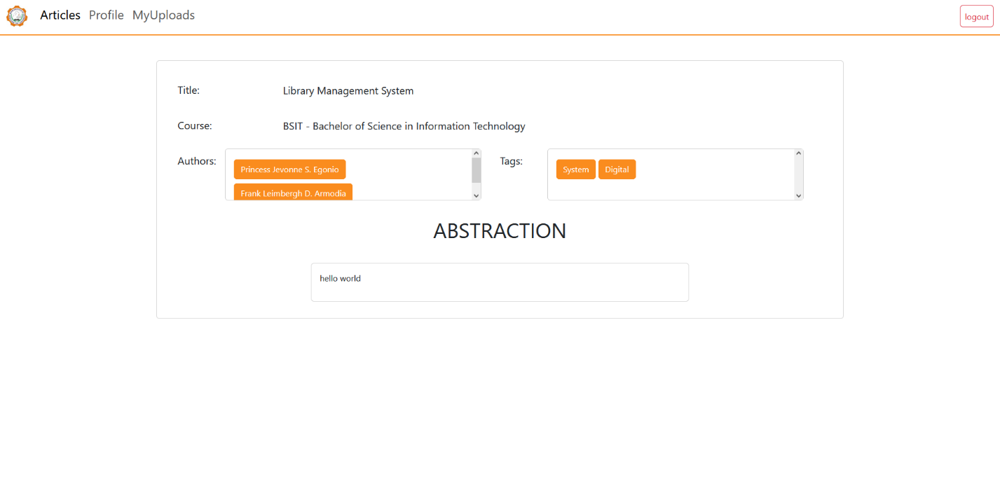 Articles Profile MyUploads logout
Title: Library Management System
Course: BSIT - Bachelor of Science in Information Technology
Authors: Princess Jevonne S. Egonio Tags: System Digital
Frank Leimbergh D. Armodia
ABSTRACTION
hello world